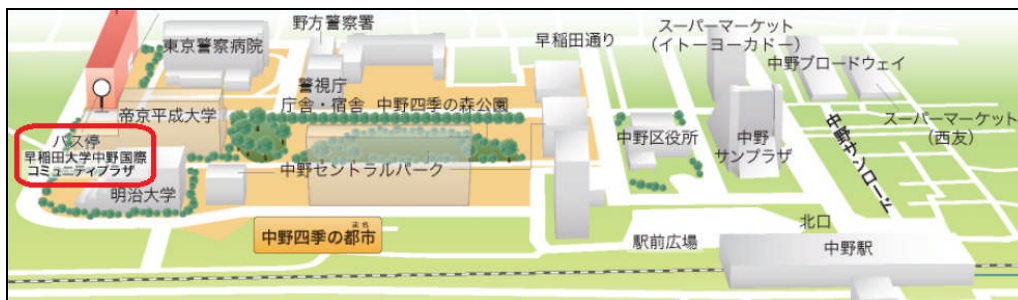 野方警察署
東京警察病院
早稲田通り
スーパーマーケット
(イトーヨーカドー)
中野ブロードウェイ
警視庁
庁舎・宿舎
中野四季の森公園
帝京平成大学
バス停
早稲田大学中野国際
コミュニティプラザ
明治大学
中野セントラルパーク
中野区役所
中野
サンプラザ
スーパーマーケット
(西友)
中野サンロード
まち
中野四季の都市
駅前広場
北口
中野駅